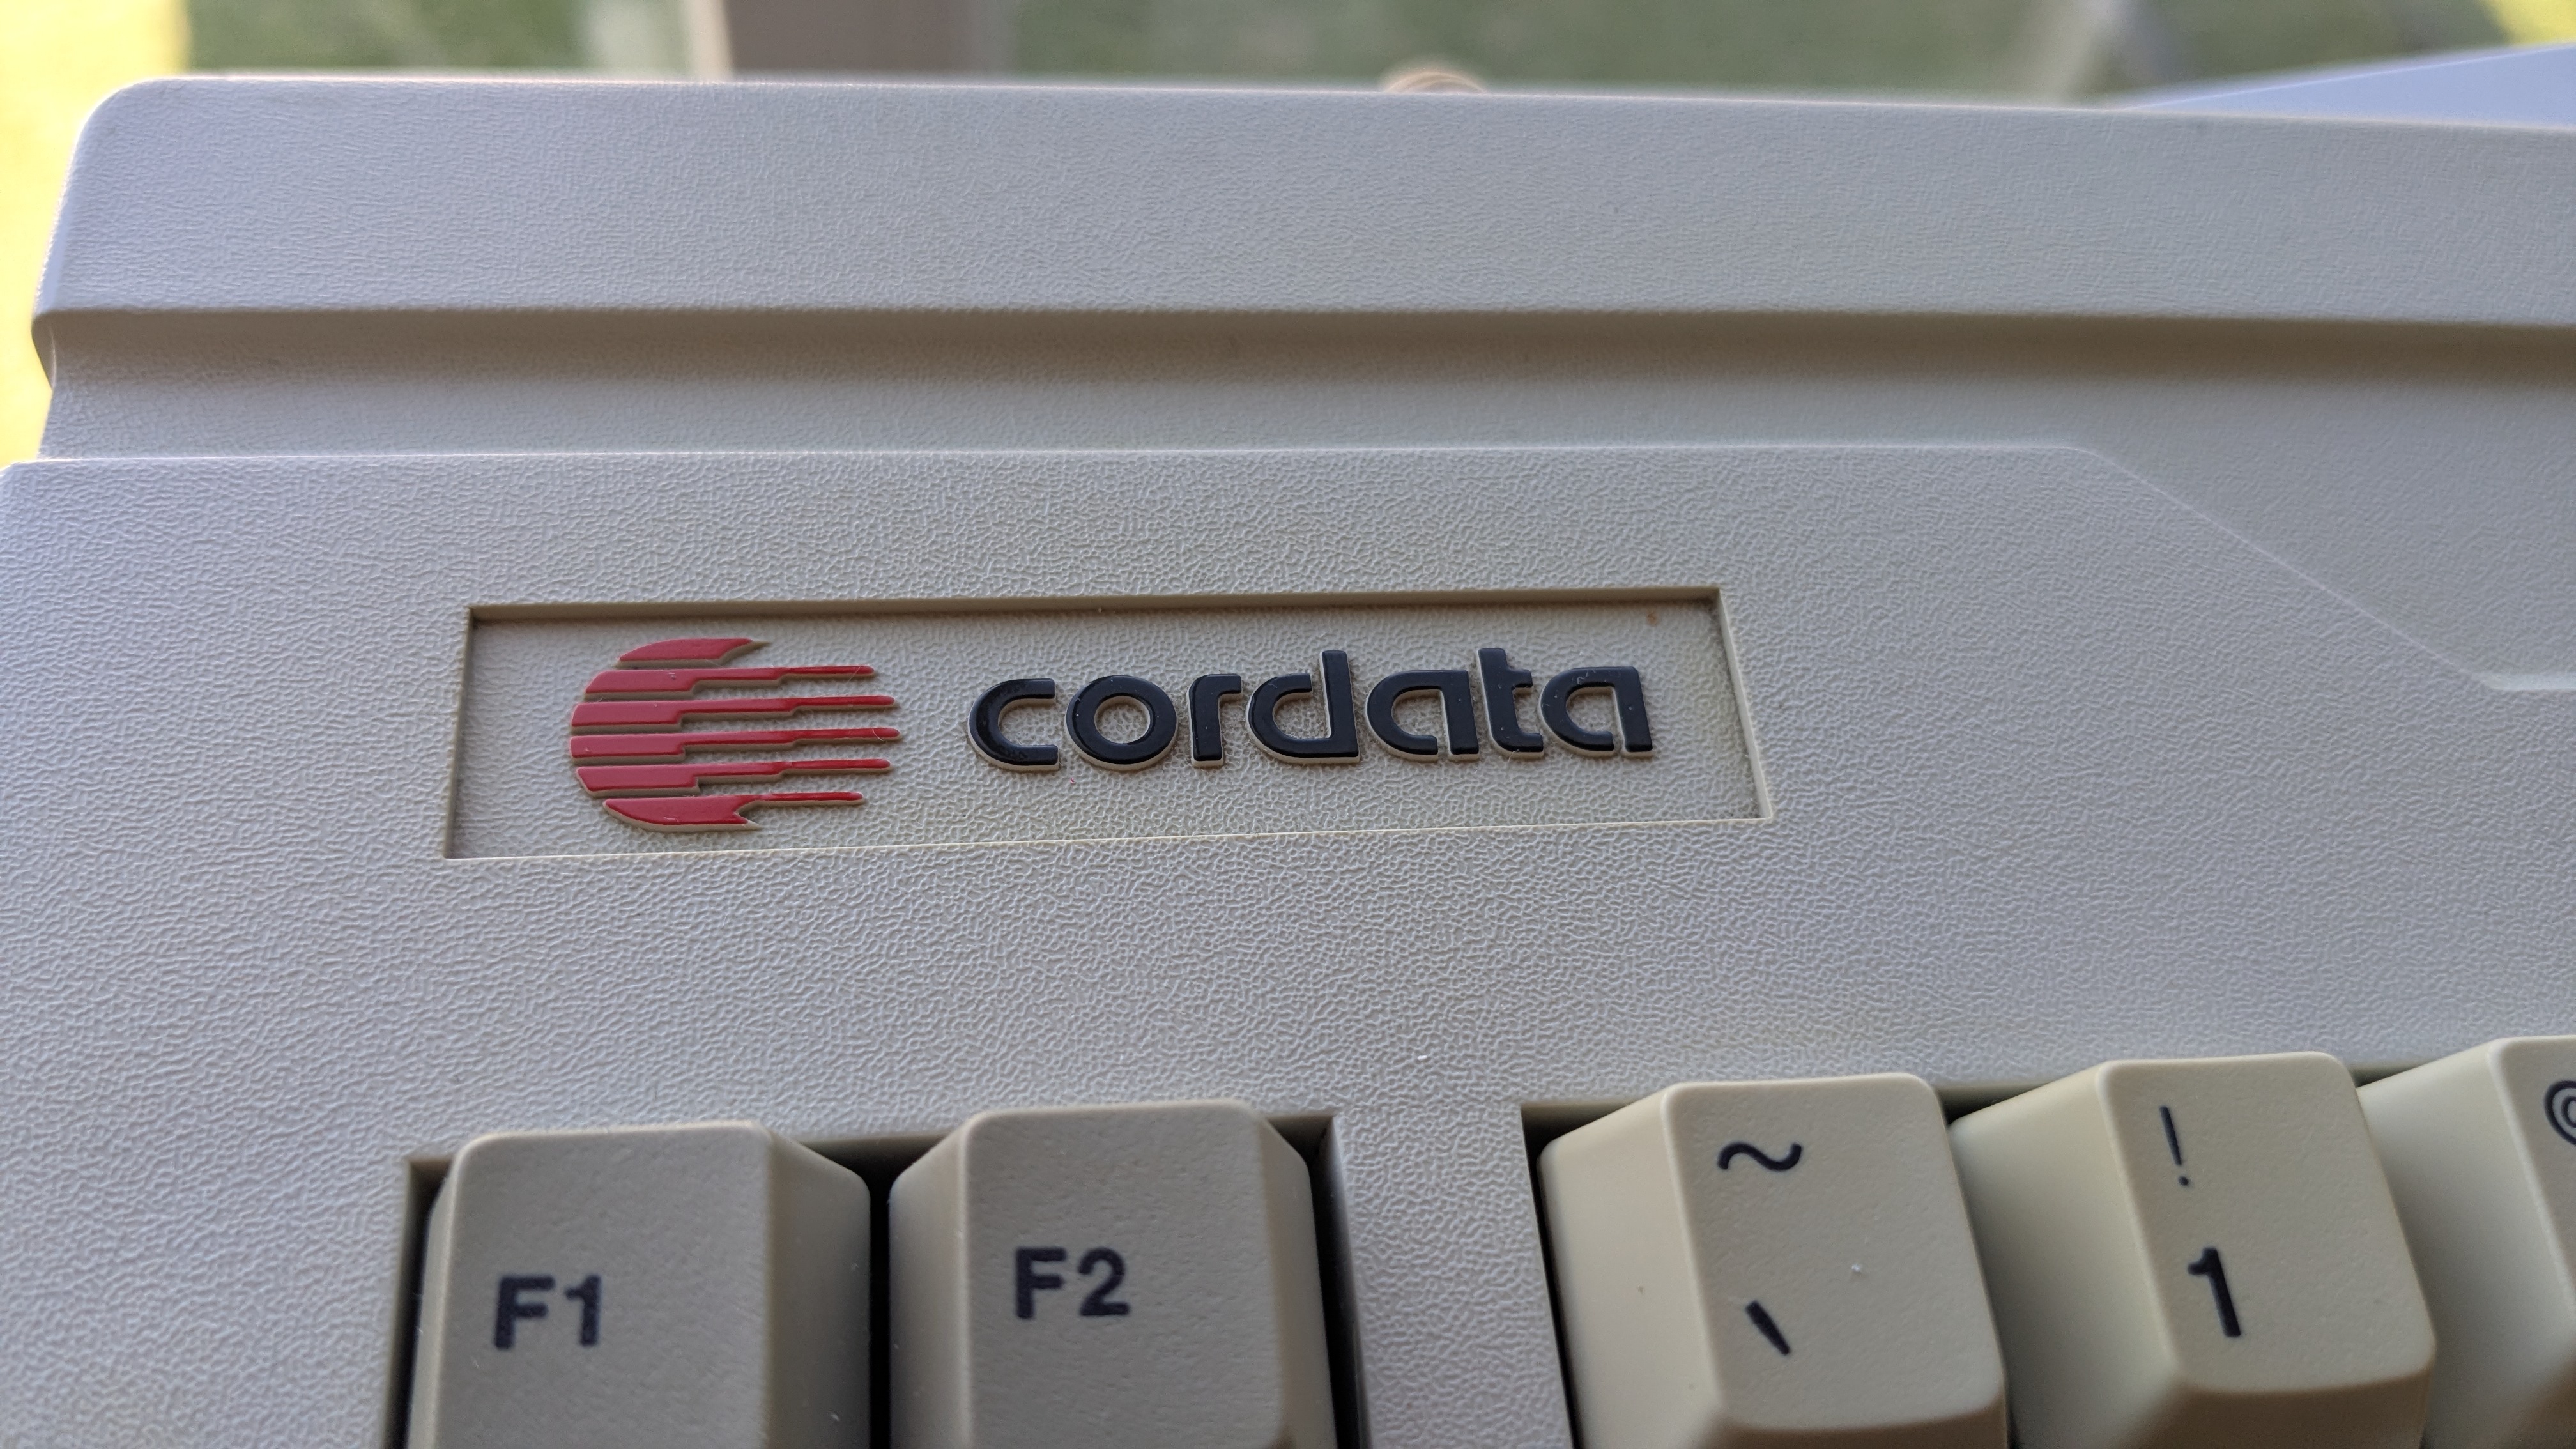 cordata
F1 F2 ~ ! @
` 1